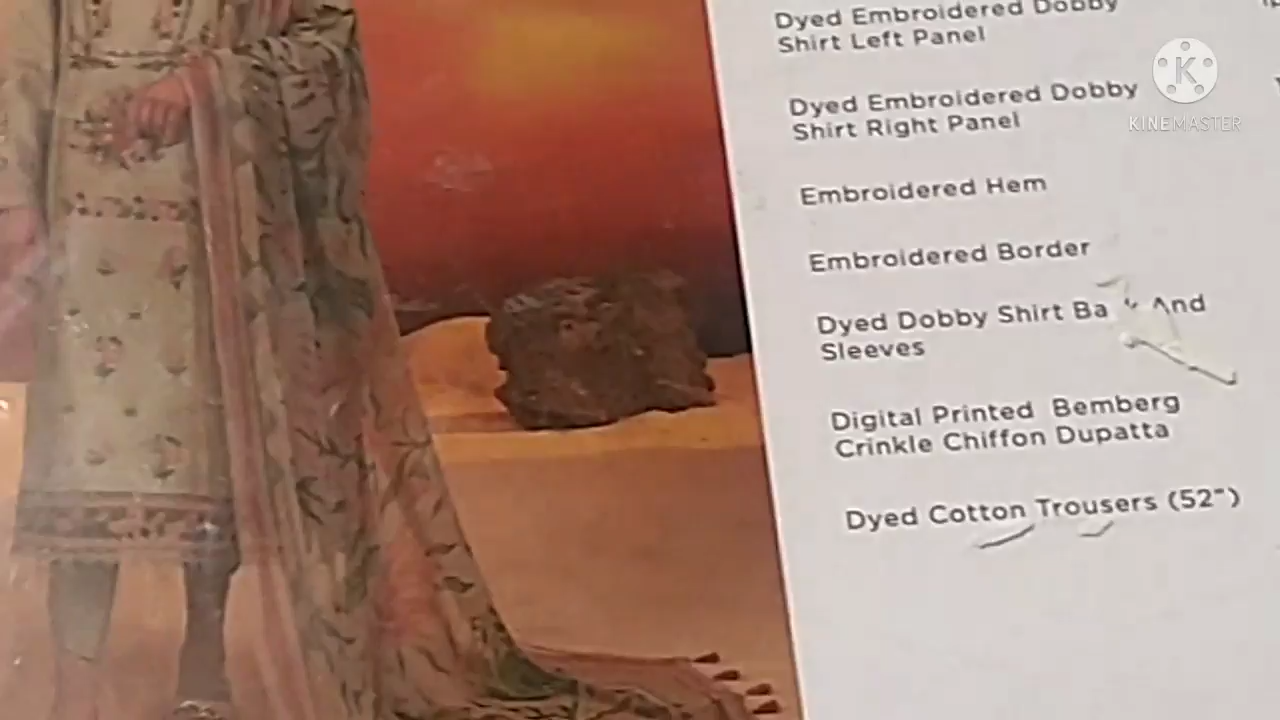 Dyed Embroidered Dobby
Shirt Left Panel
Dyed Embroidered Dobby
Shirt Right Panel
Embroidered Hem
Embroidered Border
Dyed Dobby Shirt Ba And
Sleeves
Digital Printed Bemberg
Crinkle Chiffon Dupatta
Dyed Cotton Trousers (52")
K
KINEMASTER